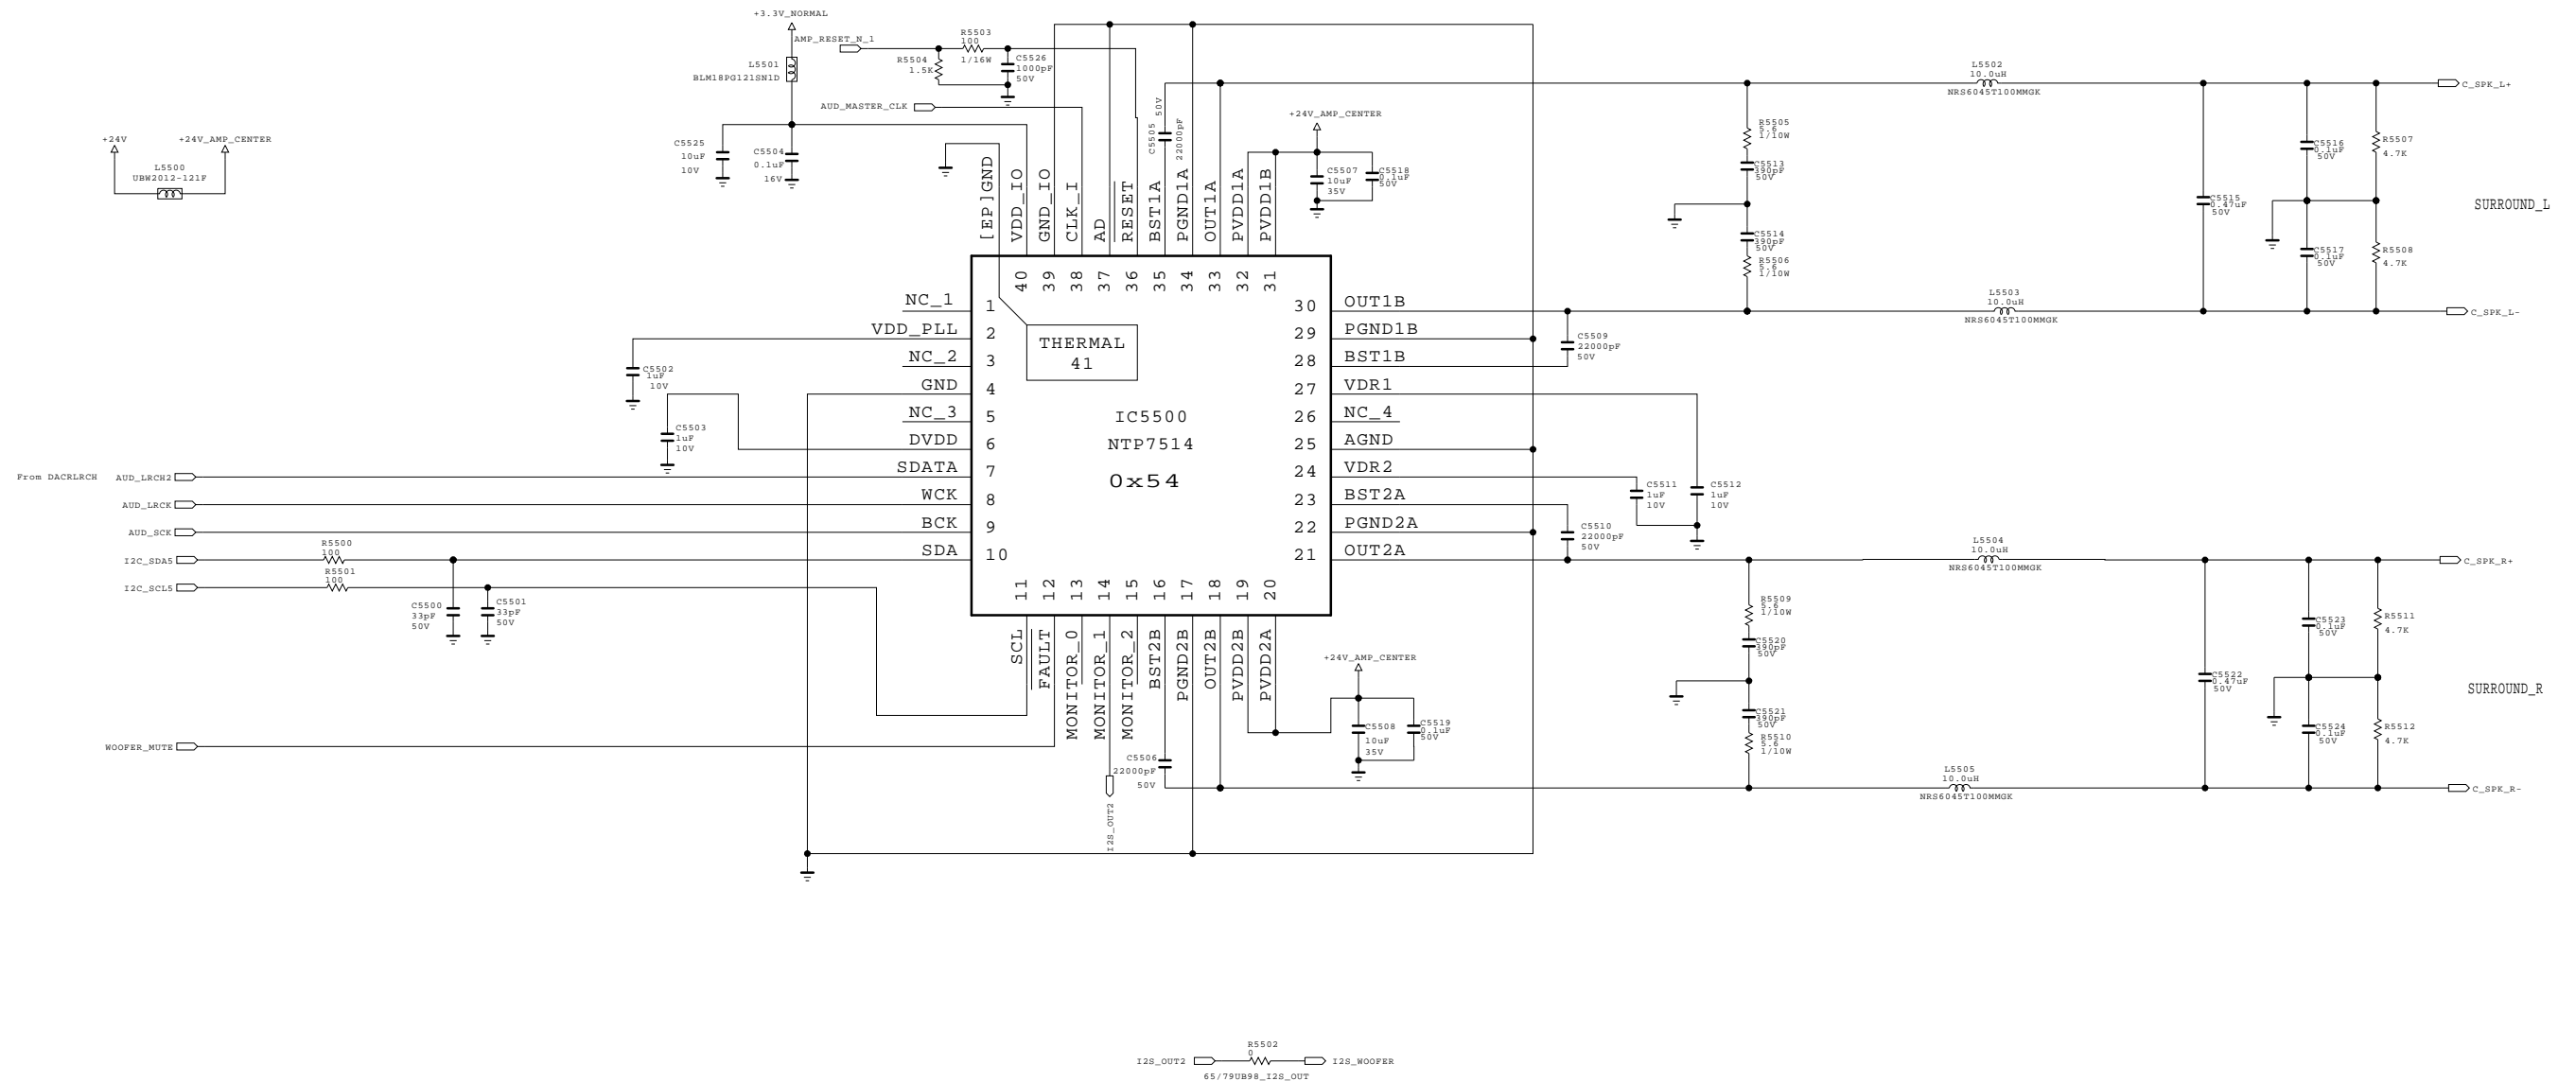 +3.3V_NORMAL
L5501
BLM18PG121SN1D
AMP_RESET_N_1
R5503
100
1/16W
R5504
1.5K
C5526
1000pF
50V
AUD_MASTER_CLK
C5525
10uF
10V
C5504
0.1uF
16V
+24V
+24V_AMP_CENTER
L5500
UBW2012-121F
C5505
50V
22000pF
+24V_AMP_CENTER
C5507
10uF
35V
C5518
0.1uF
50V
[EP]GND
VDD_IO
GND_IO
CLK_I
AD
RESET
BST1A
PGND1A
OUT1A
PVDD1A
PVDD1B
40
39
38
37
36
35
34
33
32
31
NC_1
1
VDD_PLL
2
NC_2
3
GND
4
NC_3
5
DVDD
6
SDATA
7
WCK
8
BCK
9
SDA
10
THERMAL
41
IC5500
NTP7514
0x54
30
OUT1B
29
PGND1B
28
BST1B
27
VDR1
26
NC_4
25
AGND
24
VDR2
23
BST2A
22
PGND2A
21
OUT2A
11
12
13
14
15
16
17
18
19
20
SCL
FAULT
MONITOR_0
MONITOR_1
MONITOR_2
BST2B
PGND2B
OUT2B
PVDD2B
PVDD2A
C5502
1uF
10V
C5503
1uF
10V
From DACRLRCH
AUD_LRCH2
AUD_LRCK
AUD_SCK
I2C_SDA5
R5500
100
I2C_SCL5
R5501
100
C5500
33pF
50V
C5501
33pF
50V
WOOFER_MUTE
I2S_OUT2
C5506
22000pF
50V
+24V_AMP_CENTER
C5508
10uF
35V
C5519
0.1uF
50V
C5509
22000pF
50V
C5510
22000pF
50V
C5511
1uF
10V
C5512
1uF
10V
R5505
5.6
1/10W
C5513
390pF
50V
C5514
390pF
50V
R5506
5.6
1/10W
L5502
10.0uH
NRS6045T100MMGK
L5503
10.0uH
NRS6045T100MMGK
C5515
0.47uF
50V
C5516
0.1uF
50V
C5517
0.1uF
50V
R5507
4.7K
R5508
4.7K
C_SPK_L+
SURROUND_L
C_SPK_L-
R5509
5.6
1/10W
C5520
390pF
50V
C5521
390pF
50V
R5510
5.6
1/10W
L5504
10.0uH
NRS6045T100MMGK
L5505
10.0uH
NRS6045T100MMGK
C5522
0.47uF
50V
C5523
0.1uF
50V
C5524
0.1uF
50V
R5511
4.7K
R5512
4.7K
C_SPK_R+
SURROUND_R
C_SPK_R-
I2S_OUT2
R5502
0
I2S_WOOFER
65/79UB98_I2S_OUT